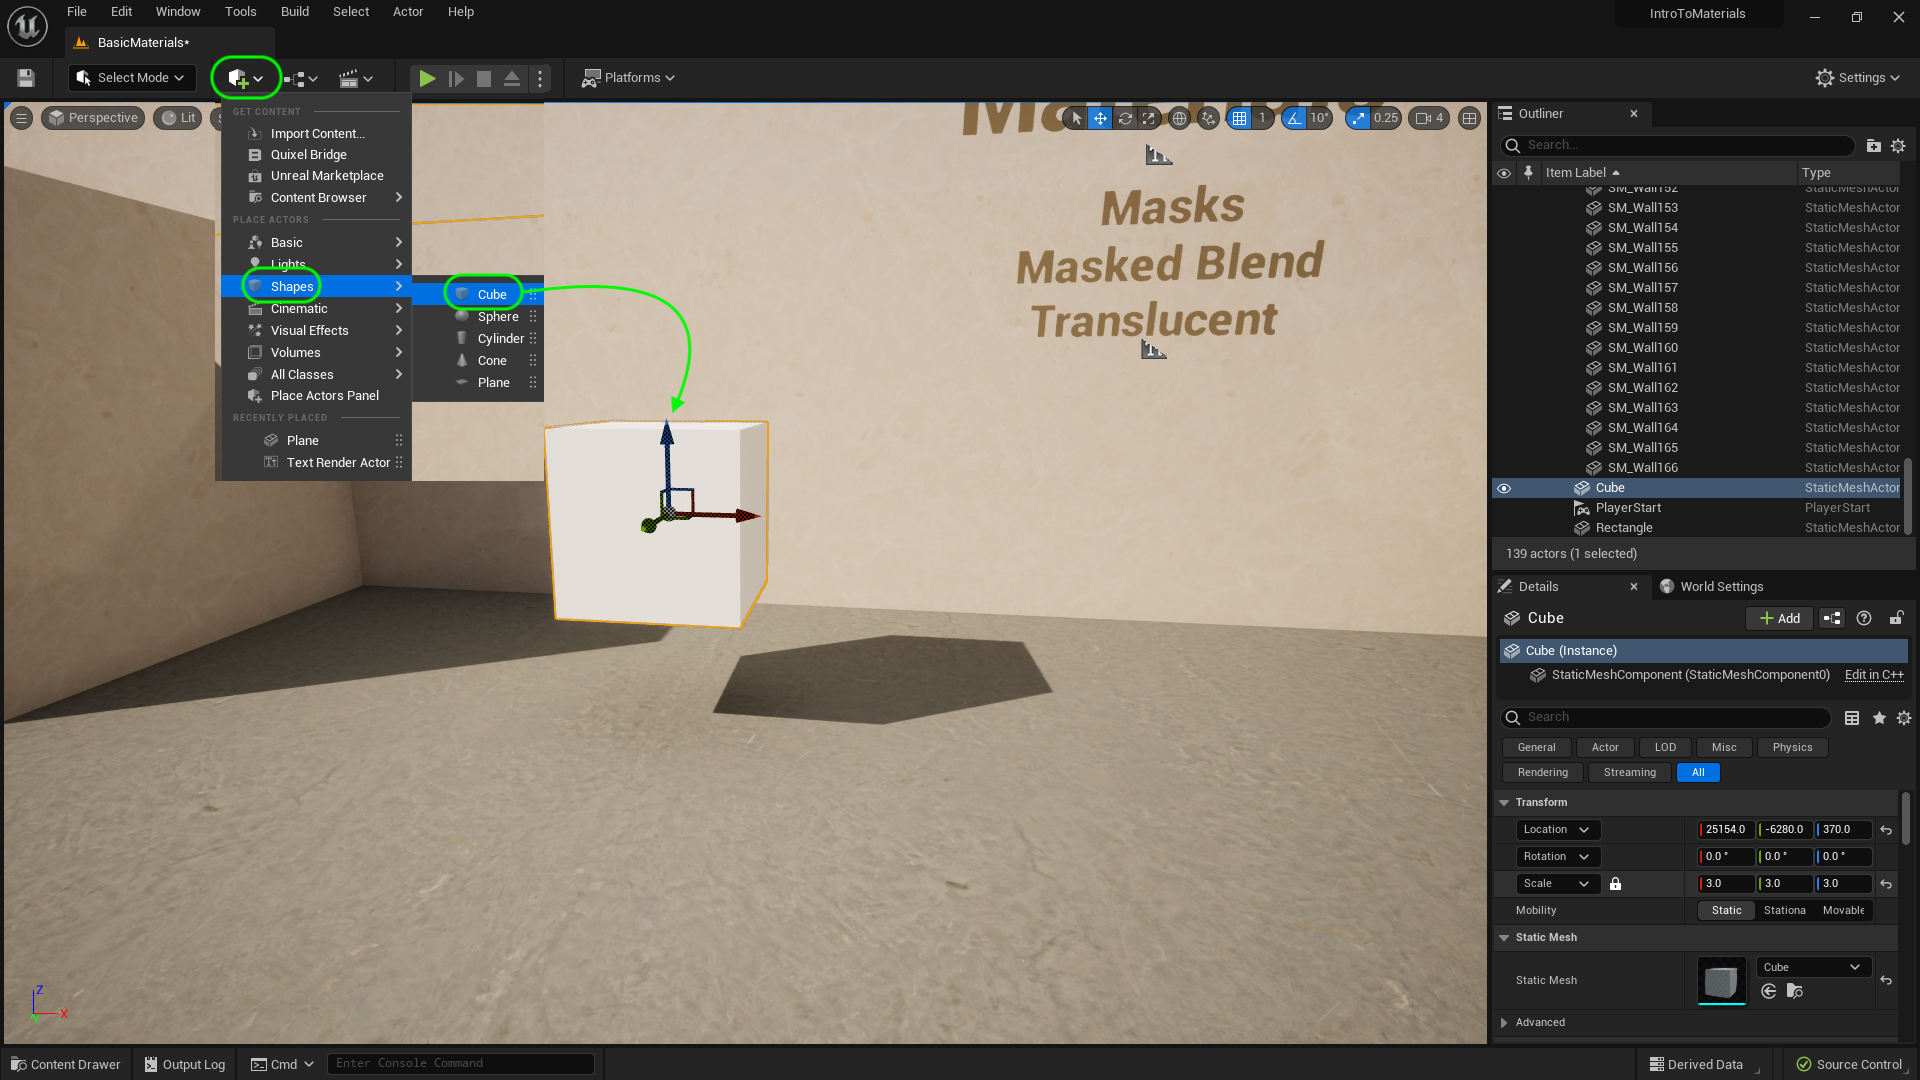 File Edit Window Tools Build Select Actor Help
IntroToMaterials
BasicMaterials*
Select Mode
Platforms
Settings
Perspective
Lit
1
10°
0.25
4
GET CONTENT
Import Content...
Quixel Bridge
Unreal Marketplace
Content Browser
PLACE ACTORS
Basic
Lights
Shapes
Cinematic
Visual Effects
Volumes
All Classes
Place Actors Panel
RECENTLY PLACED
Plane
Text Render Actor
Cube
Sphere
Cylinder
Cone
Plane
Masks
Masked Blend
Translucent
Z
X
Y
Outliner
Search...
Item Label Type
SM_Wall152 StaticMeshActor
SM_Wall153 StaticMeshActor
SM_Wall154 StaticMeshActor
SM_Wall155 StaticMeshActor
SM_Wall156 StaticMeshActor
SM_Wall157 StaticMeshActor
SM_Wall158 StaticMeshActor
SM_Wall159 StaticMeshActor
SM_Wall160 StaticMeshActor
SM_Wall161 StaticMeshActor
SM_Wall162 StaticMeshActor
SM_Wall163 StaticMeshActor
SM_Wall164 StaticMeshActor
SM_Wall165 StaticMeshActor
SM_Wall166 StaticMeshActor
Cube StaticMeshActor
PlayerStart PlayerStart
Rectangle StaticMeshActor
139 actors (1 selected)
Details
World Settings
Cube
Add
Cube (Instance)
StaticMeshComponent (StaticMeshComponent0) Edit in C++
Search
General Actor LOD Misc Physics
Rendering Streaming All
Transform
Location 25154.0 -6280.0 370.0
Rotation 0.0 ° 0.0 ° 0.0 °
Scale 3.0 3.0 3.0
Mobility Static Stationa Movable
Static Mesh
Static Mesh Cube
Advanced
Content Drawer
Output Log
Cmd
Enter Console Command
Derived Data
Source Control